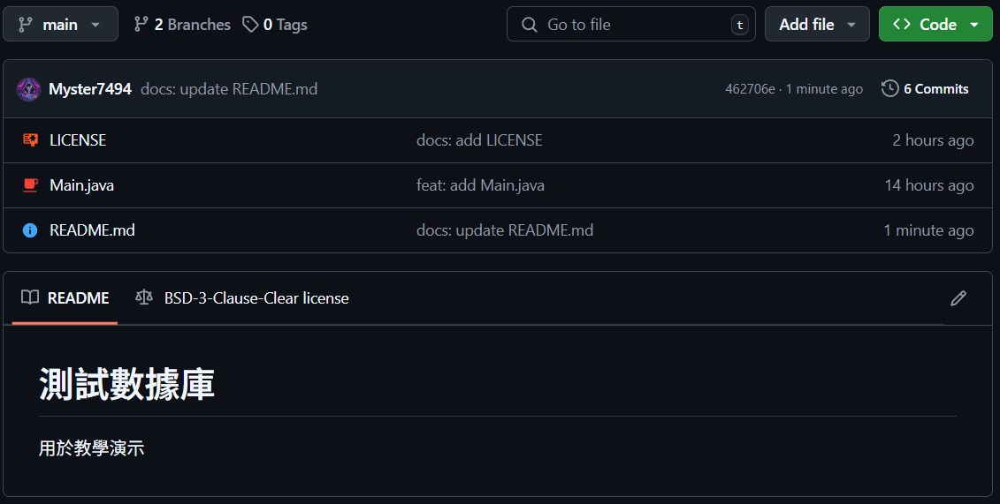 main 2 Branches 0 Tags Go to file t Add file Code
Myster7494 docs: update README.md 462706e · 1 minute ago 6 Commits
LICENSE docs: add LICENSE 2 hours ago
Main.java feat: add Main.java 14 hours ago
README.md docs: update README.md 1 minute ago
README BSD-3-Clause-Clear license
測試數據庫
用於教學演示